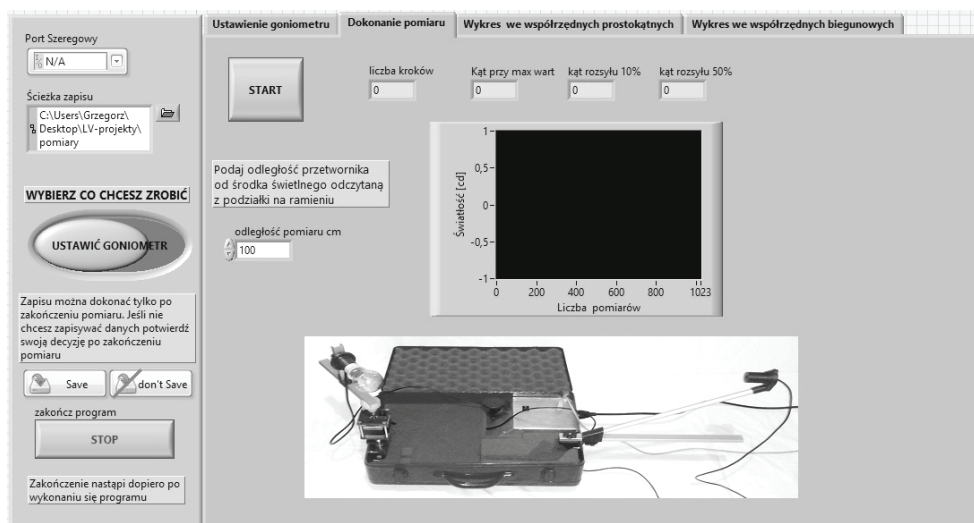 Ustawienie goniometru
Dokonanie pomiaru
Wykres we współrzędnych prostokątnych
Wykres we współrzędnych biegunowych
Port Szeregowy
N/A
Ścieżka zapisu
C:\Users\Grzegorz\
Desktop\LV-projekty\
pomiary
WYBIERZ CO CHCESZ ZROBIĆ
USTAWIĆ GONIOMETR
Zapisu można dokonać tylko po
zakończeniu pomiaru. Jeśli nie
chcesz zapisywać danych potwierdź
swoją decyzję po zakończeniu
pomiaru
Save
don't Save
zakończ program
STOP
Zakończenie nastąpi dopiero po
wykonaniu się programu
START
liczba kroków
0
Kąt przy max wart
0
kąt rozsyłu 10%
0
kąt rozsyłu 50%
0
Podaj odległość przetwornika
od środka świetlnego odczytaną
z podziałki na ramieniu
odległość pomiaru cm
100
Światłość [cd]
1
0,5
0
-0,5
-1
0 200 400 600 800 1023
Liczba pomiarów